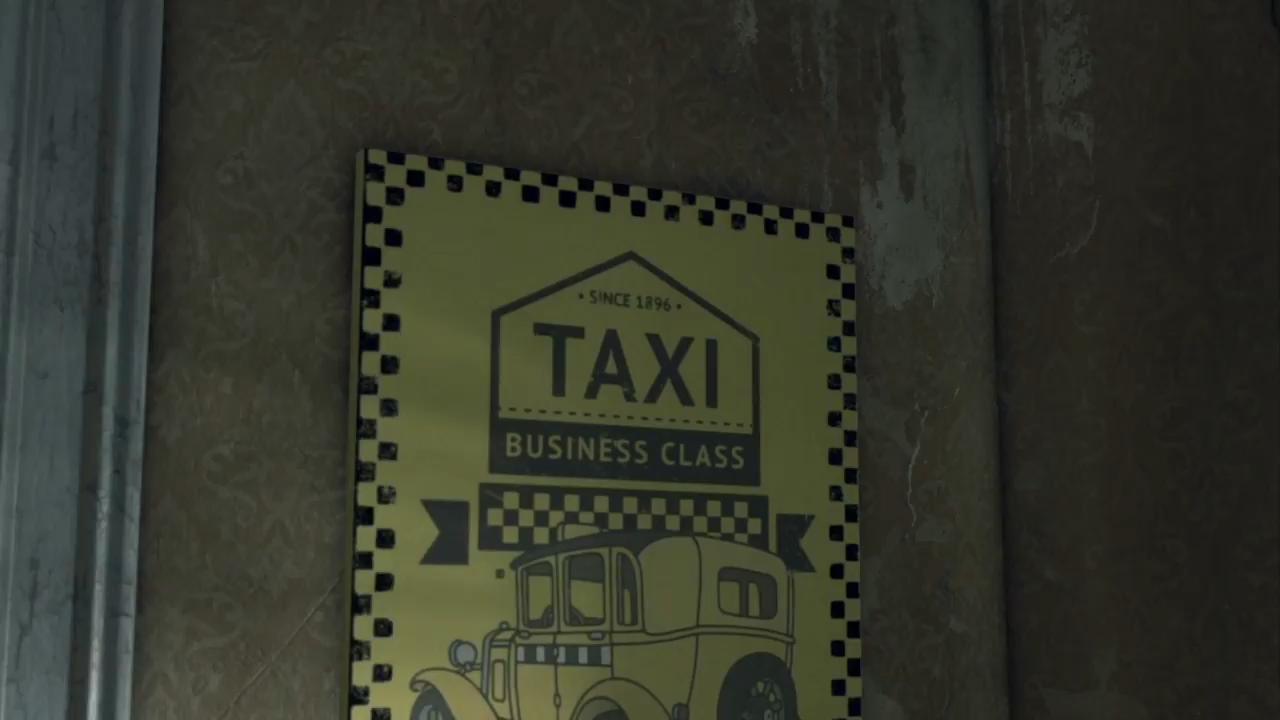 • SINCE 1896 •
TAXI
BUSINESS CLASS